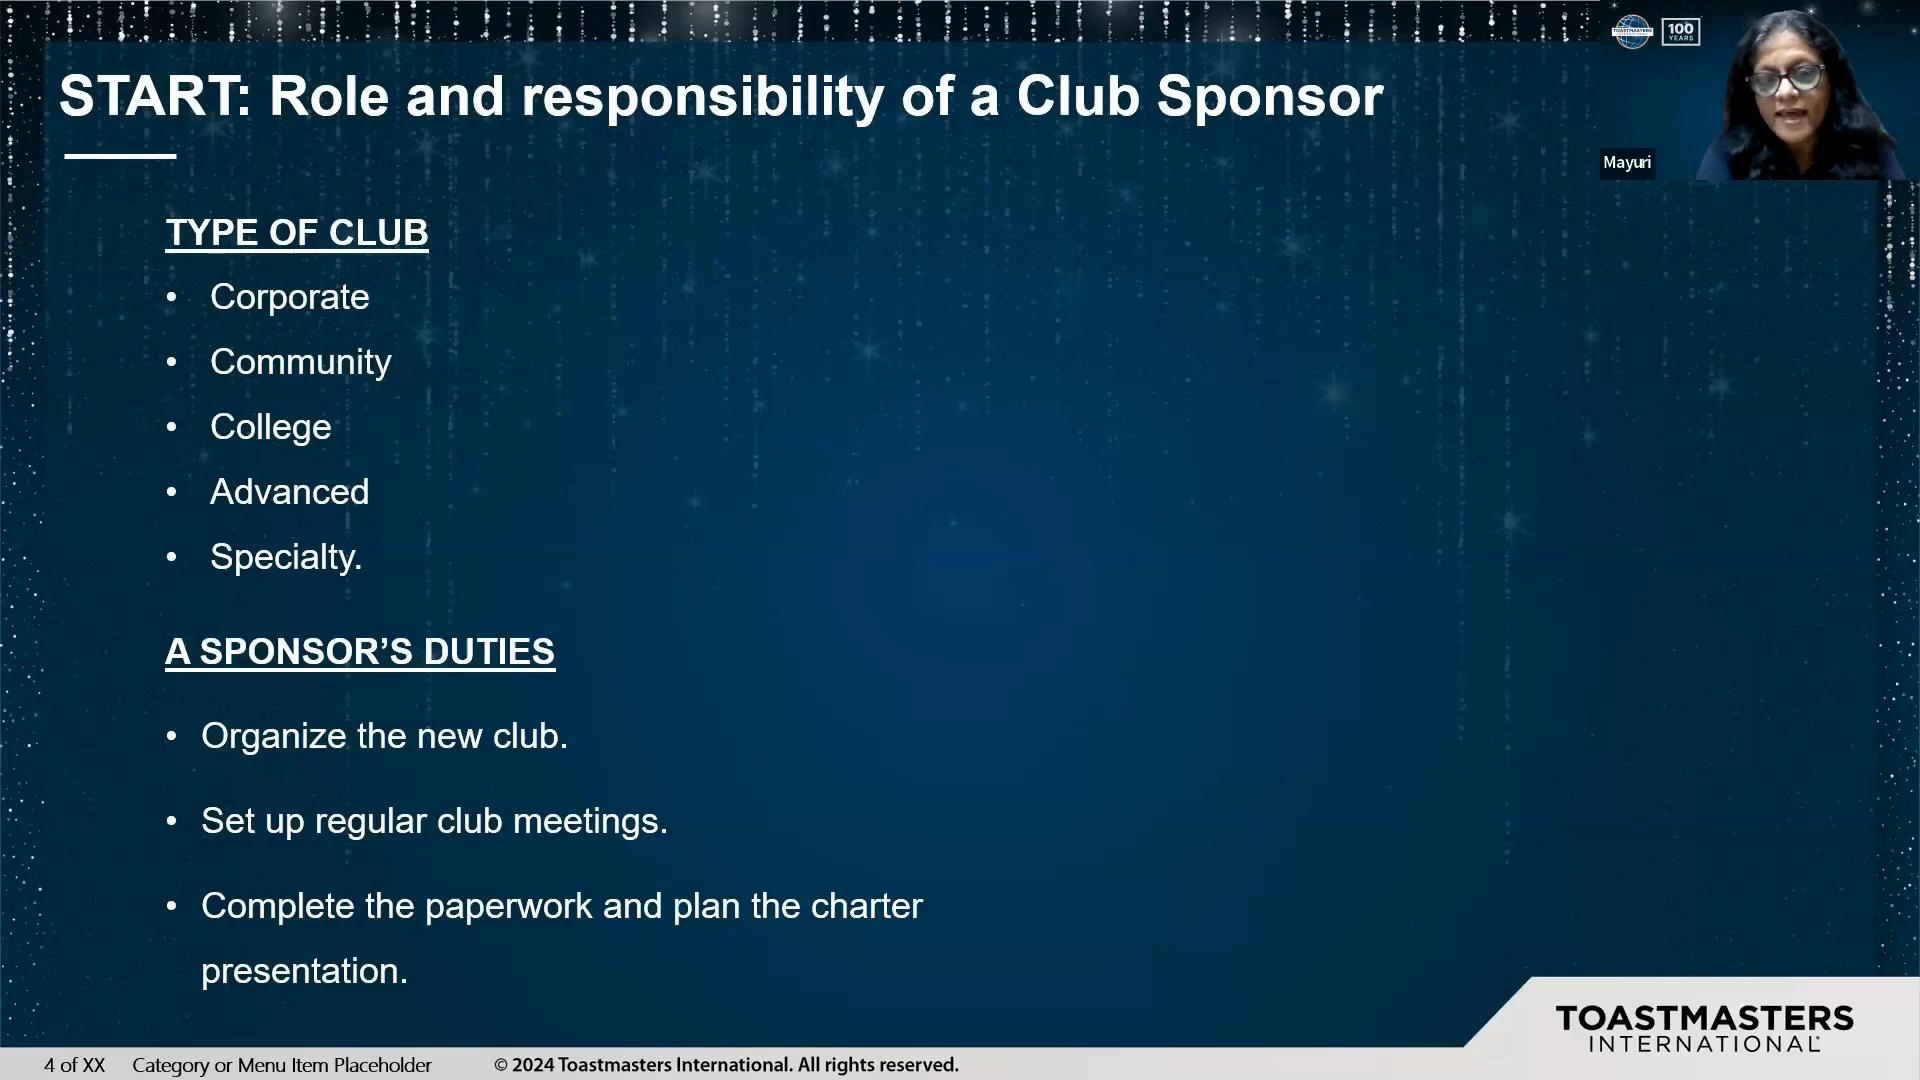 START: Role and responsibility of a Club Sponsor
TOASTMASTERS
100
YEARS
Mayuri
TYPE OF CLUB
• Corporate
• Community
• College
• Advanced
• Specialty.
A SPONSOR’S DUTIES
• Organize the new club.
• Set up regular club meetings.
• Complete the paperwork and plan the charter
presentation.
TOASTMASTERS
INTERNATIONAL
4 of XX Category or Menu Item Placeholder © 2024 Toastmasters International. All rights reserved.